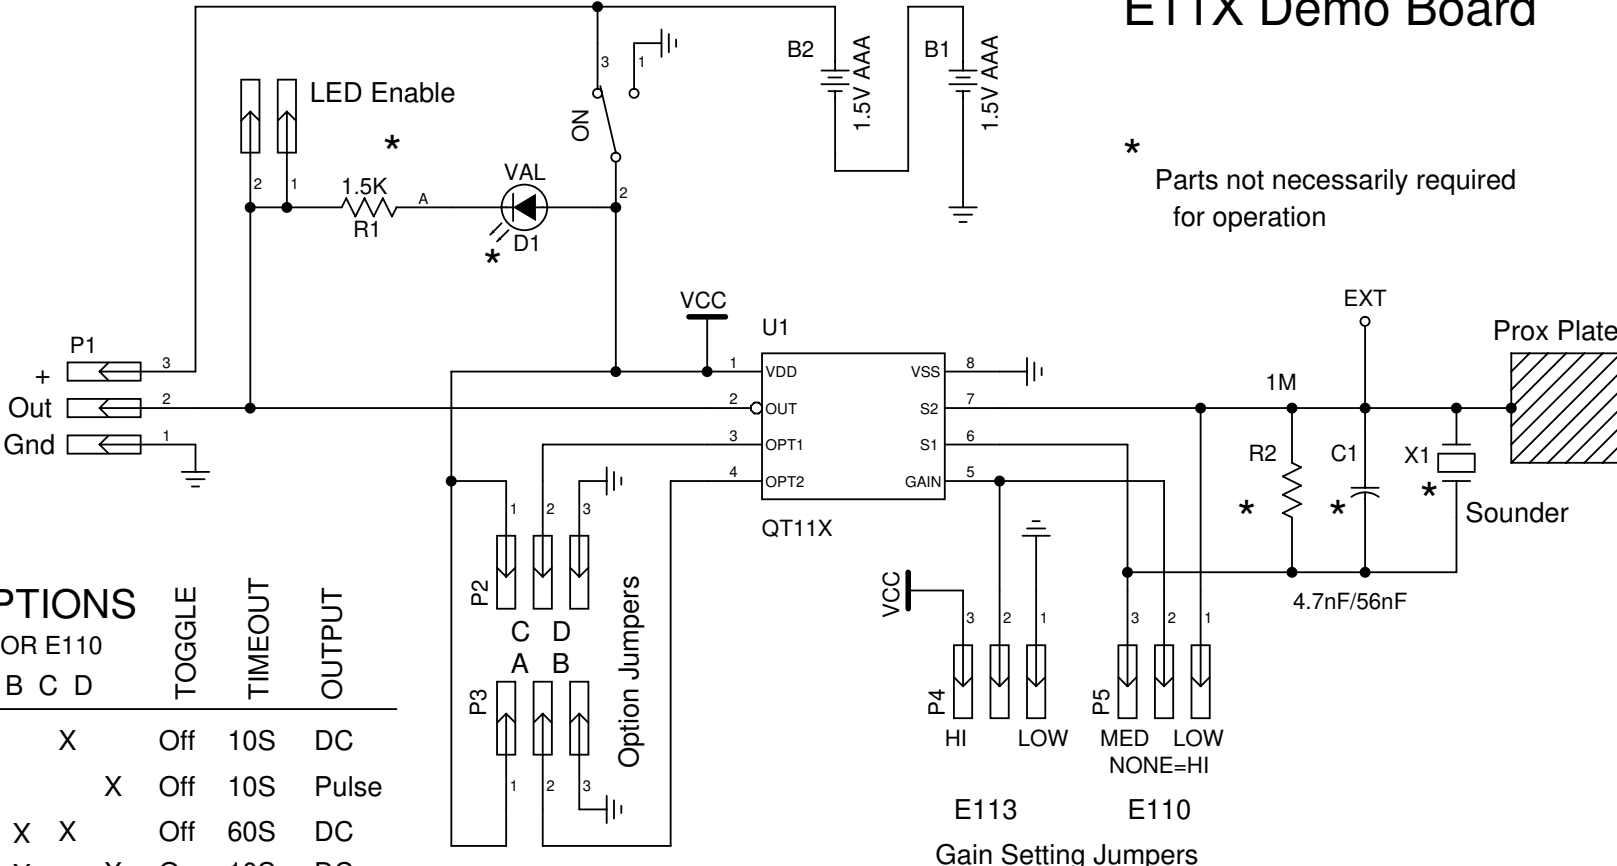 E11X Demo Board
B2
1.5V AAA
B1
1.5V AAA
3
1
ON
LED Enable
*
*
Parts not necessarily required
for operation
2
1
1.5K
R1
A
VAL
D1
*
2
VCC
U1
EXT
Prox Plate
P1
+
3
Out
2
Gnd
1
1
VDD
VSS
8
2
OUT
S2
7
3
OPT1
S1
6
4
OPT2
GAIN
5
QT11X
1M
R2
*
C1
*
X1
*
Sounder
4.7nF/56nF
1
2
3
P2
C D
A B
P3
1
2
3
Option Jumpers
VCC
3
2
1
P4
HI
LOW
3
2
1
P5
MED
LOW
NONE=HI
E113
E110
Gain Setting Jumpers
PTIONS
OR E110
B C D
TOGGLE
TIMEOUT
OUTPUT
X Off 10S DC
X Off 10S Pulse
X X Off 60S DC